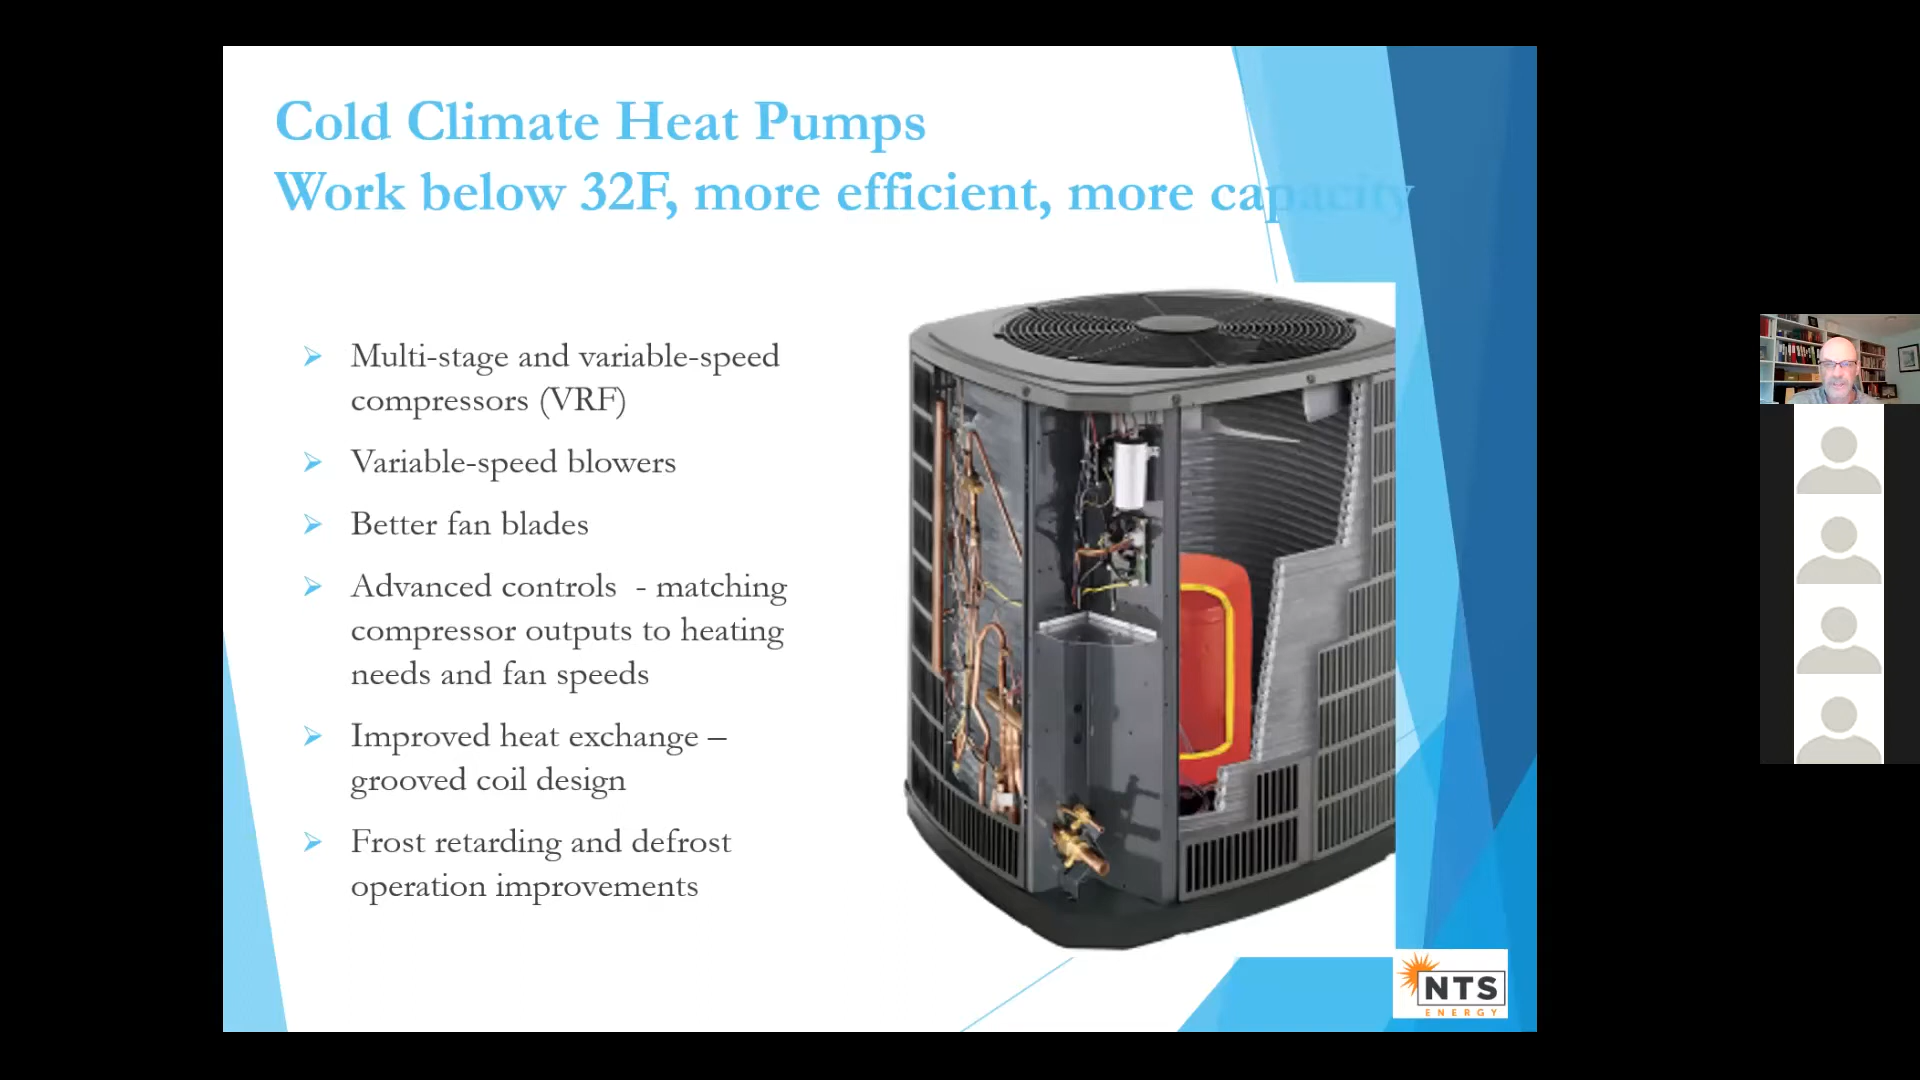 Cold Climate Heat Pumps
Work below 32F, more efficient, more capacity
Multi-stage and variable-speed
compressors (VRF)
Variable-speed blowers
Better fan blades
Advanced controls - matching
compressor outputs to heating
needs and fan speeds
Improved heat exchange –
grooved coil design
Frost retarding and defrost
operation improvements
NTS
ENERGY